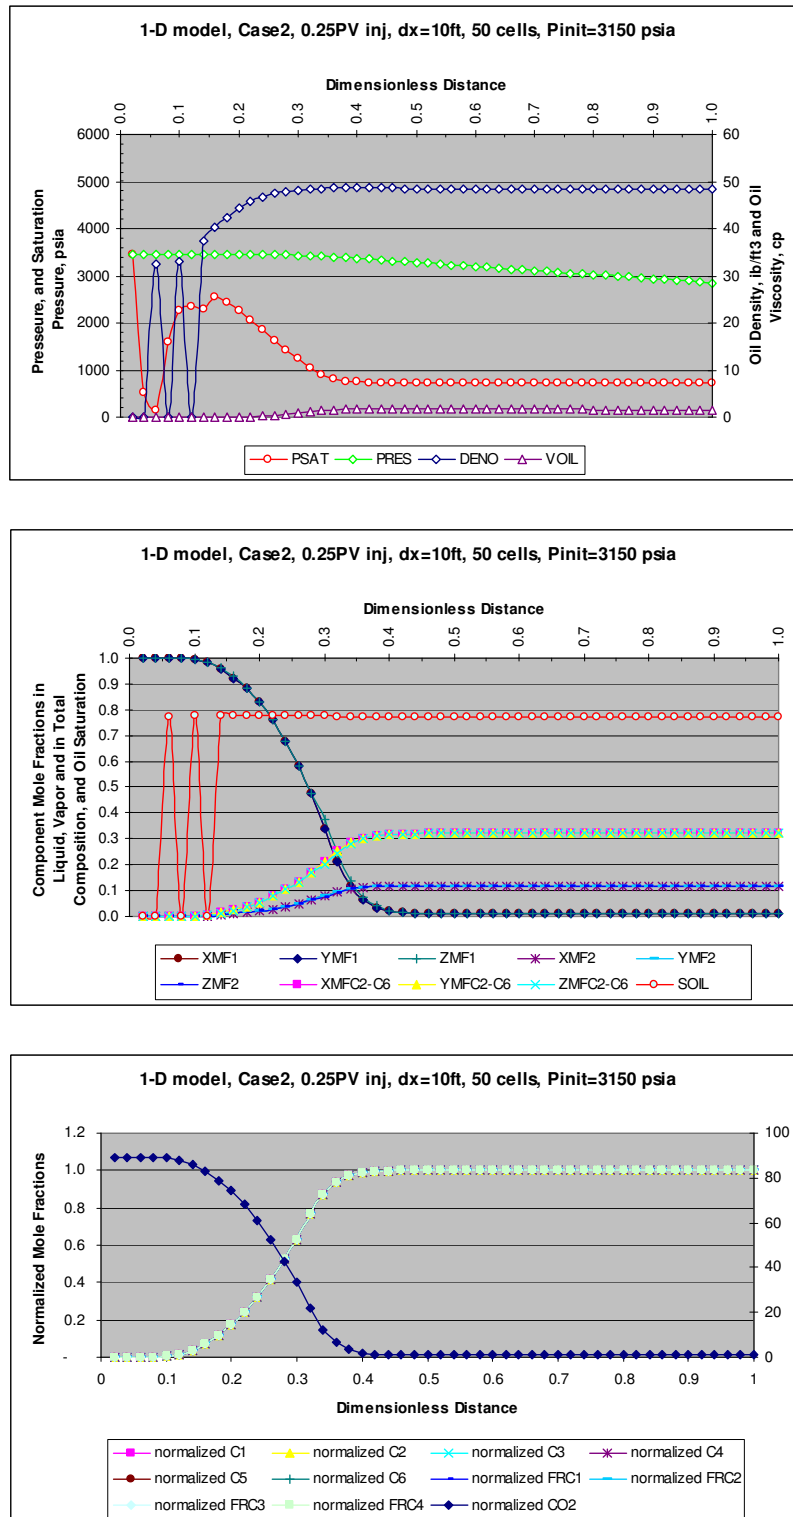 1-D model, Case2, 0.25PV inj, dx=10ft, 50 cells, Pinit=3150 psia
Dimensionless Distance
0.0 0.1 0.2 0.3 0.4 0.5 0.6 0.7 0.8 0.9 1.0
6000 60
5000 50
4000 40
3000 30
2000 20
1000 10
0 0
Presseure, and Saturation
Pressure, psia
Oil Density, lb/ft3 and Oil
Viscosity, cp
PSAT PRES DENO VOIL
1-D model, Case2, 0.25PV inj, dx=10ft, 50 cells, Pinit=3150 psia
Dimensionless Distance
0.0 0.1 0.2 0.3 0.4 0.5 0.6 0.7 0.8 0.9 1.0
1.0
0.9
0.8
0.7
0.6
0.5
0.4
0.3
0.2
0.1
0.0
Component Mole Fractions in
Liquid, Vapor and in Total
Composition, and Oil Saturation
XMF1 YMF1 ZMF1 XMF2 YMF2
ZMF2 XMFC2-C6 YMFC2-C6 ZMFC2-C6 SOIL
1-D model, Case2, 0.25PV inj, dx=10ft, 50 cells, Pinit=3150 psia
1.2 100
1.0 80
0.8 60
0.6 40
0.4 20
0.2 0
-
Normalized Mole Fractions
0 0.1 0.2 0.3 0.4 0.5 0.6 0.7 0.8 0.9 1
Dimensionless Distance
normalized C1 normalized C2 normalized C3 normalized C4
normalized C5 normalized C6 normalized FRC1 normalized FRC2
normalized FRC3 normalized FRC4 normalized CO2